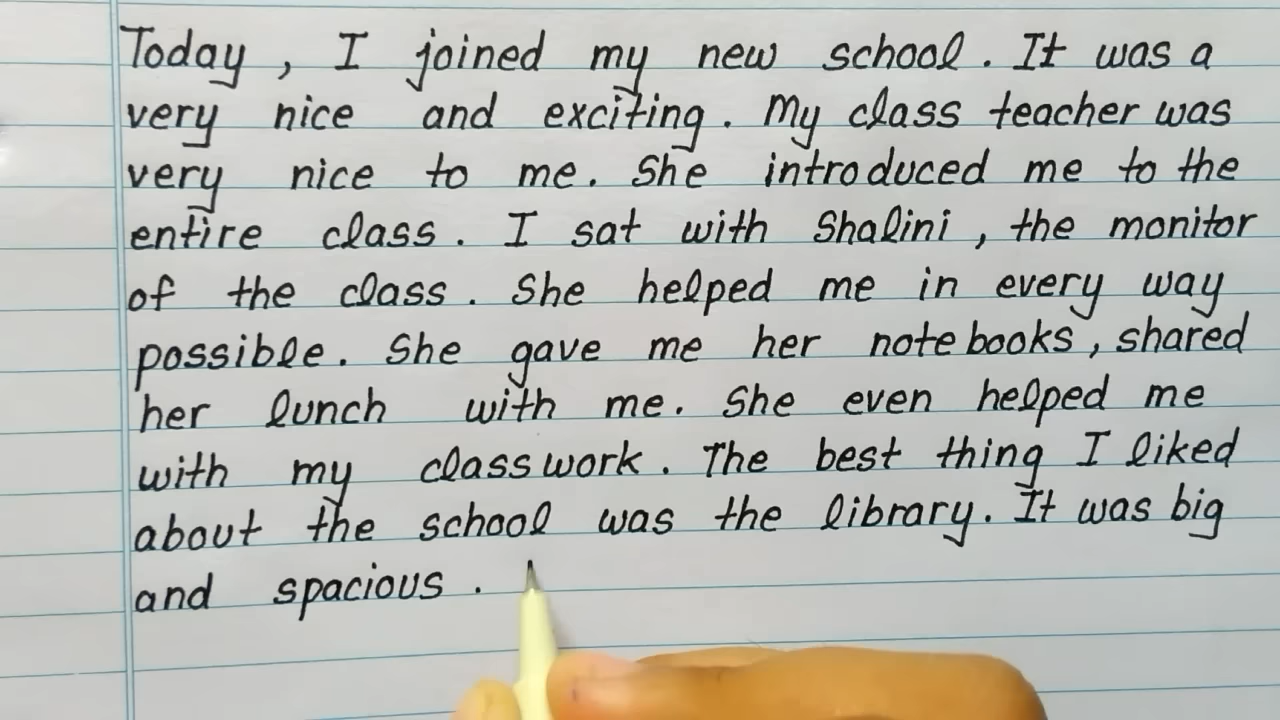 Today, I joined my new school. It was a
very nice and exciting. My class teacher was
very nice to me. She introduced me to the
entire class. I sat with Shalini, the monitor
of the class. She helped me in every way
possible. She gave me her notebooks, shared
her lunch with me. She even helped me
with my classwork. The best thing I liked
about the school was the library. It was big
and spacious.